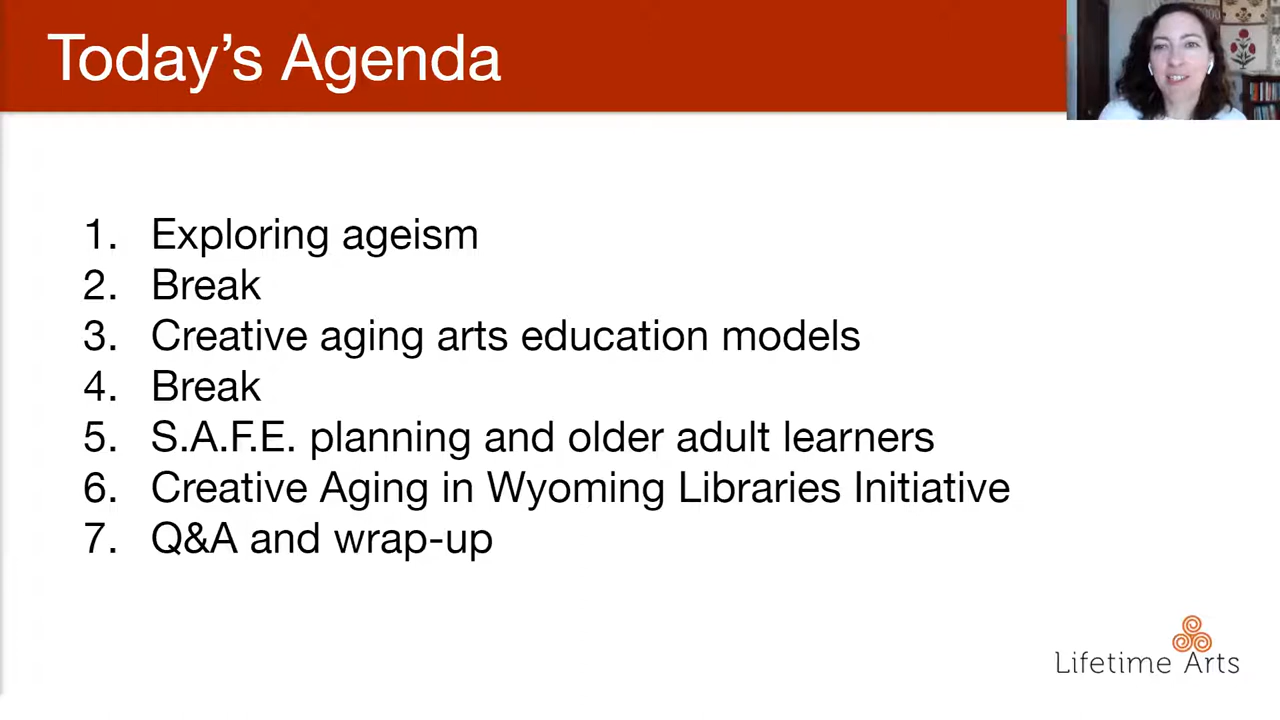 Today's Agenda
1. Exploring ageism
2. Break
3. Creative aging arts education models
4. Break
5. S.A.F.E. planning and older adult learners
6. Creative Aging in Wyoming Libraries Initiative
7. Q&A and wrap-up
Lifetime Arts